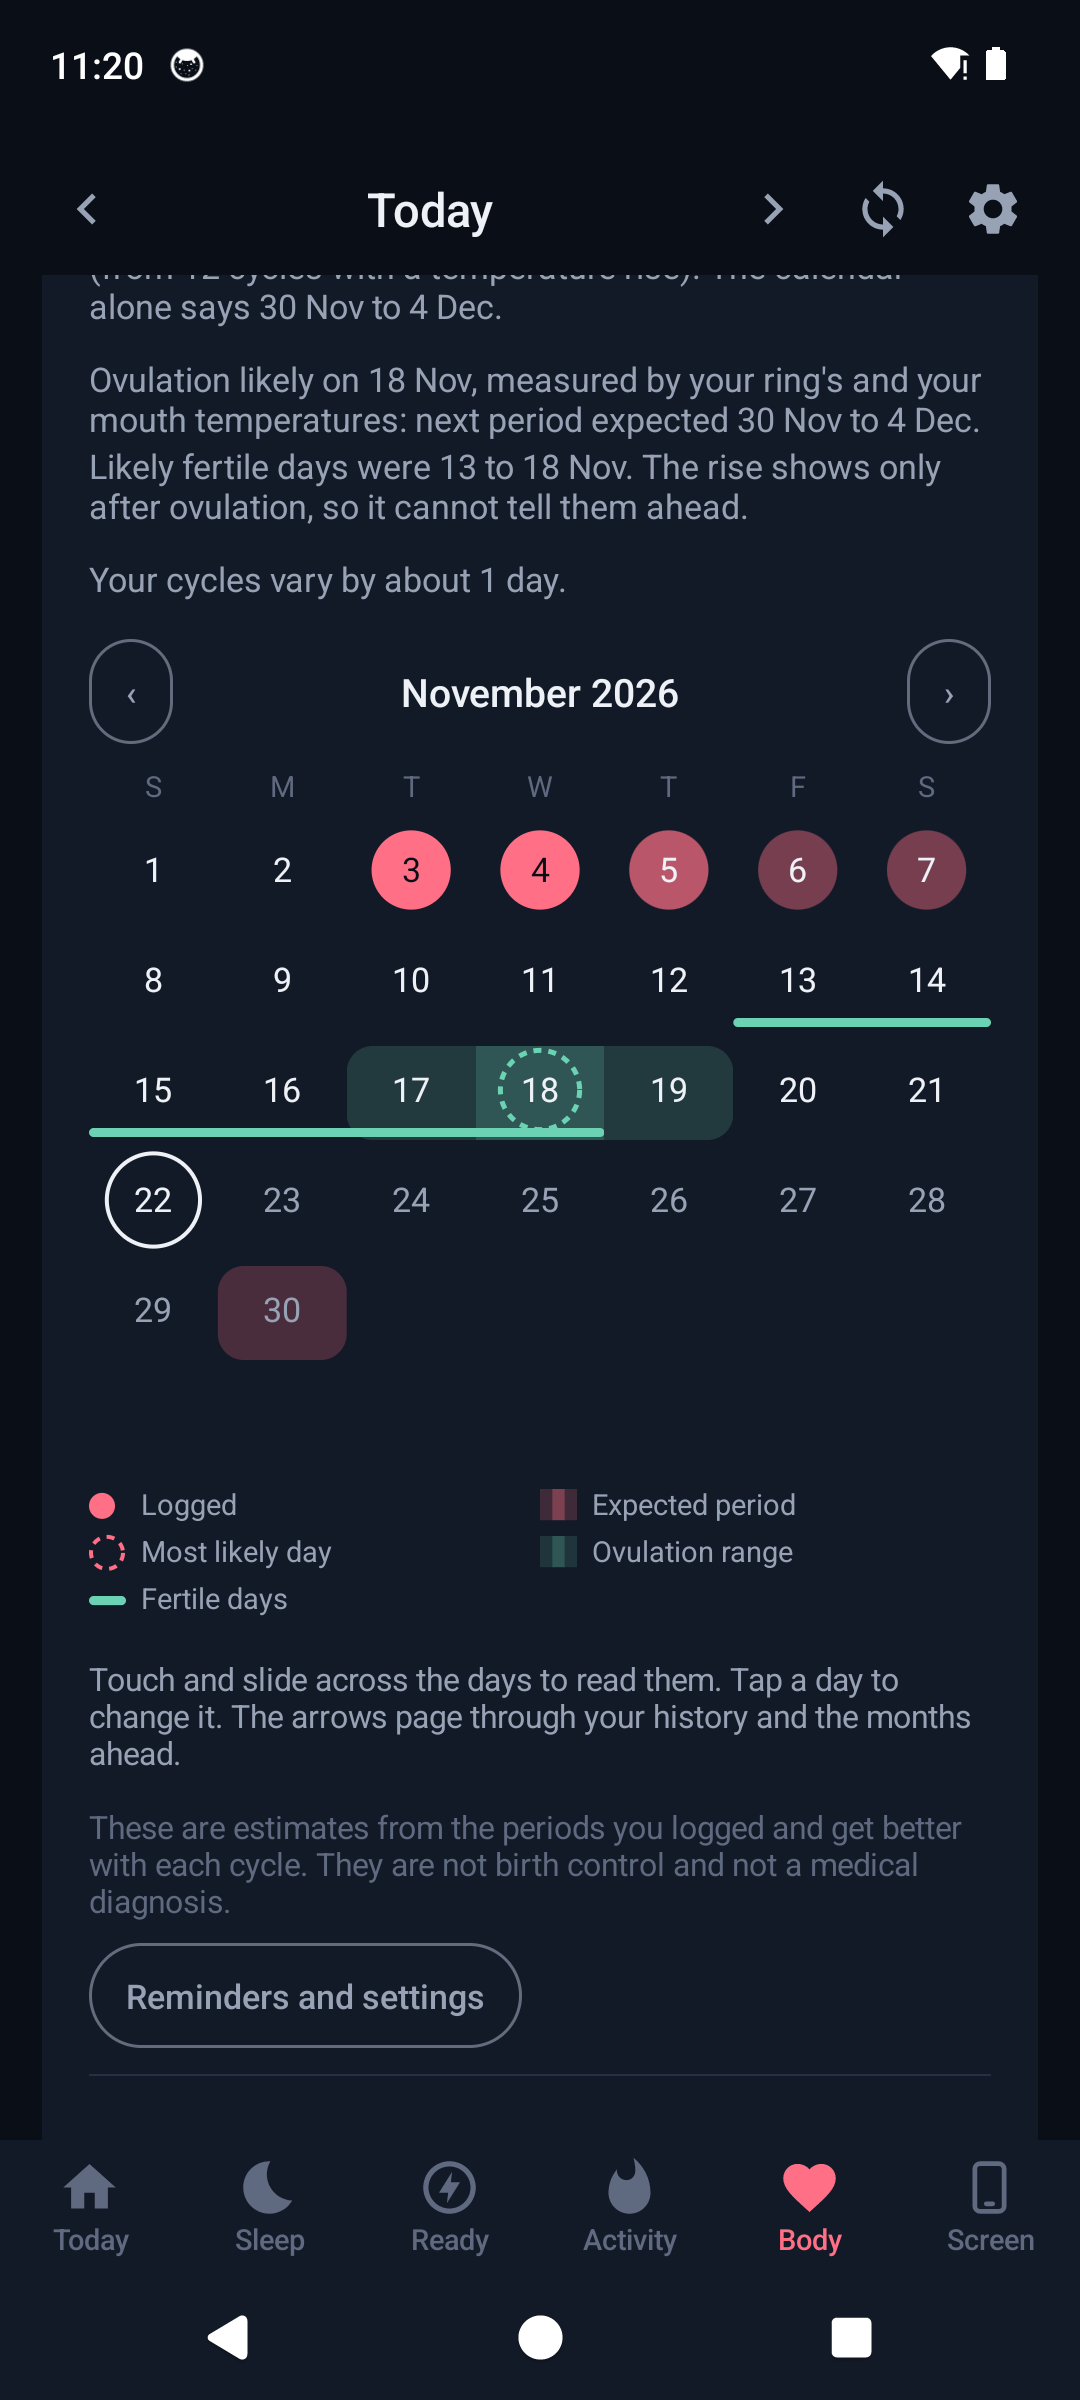 11:20
Today
(from 12 cycles with a temperature rise). The calendar
alone says 30 Nov to 4 Dec.
Ovulation likely on 18 Nov, measured by your ring's and your
mouth temperatures: next period expected 30 Nov to 4 Dec.
Likely fertile days were 13 to 18 Nov. The rise shows only
after ovulation, so it cannot tell them ahead.
Your cycles vary by about 1 day.
‹ November 2026 ›
S M T W T F S
1 2 3 4 5 6 7
8 9 10 11 12 13 14
15 16 17 18 19 20 21
22 23 24 25 26 27 28
29 30
Logged Expected period
Most likely day Ovulation range
Fertile days
Touch and slide across the days to read them. Tap a day to
change it. The arrows page through your history and the months
ahead.
These are estimates from the periods you logged and get better
with each cycle. They are not birth control and not a medical
diagnosis.
Reminders and settings
Today Sleep Ready Activity Body Screen